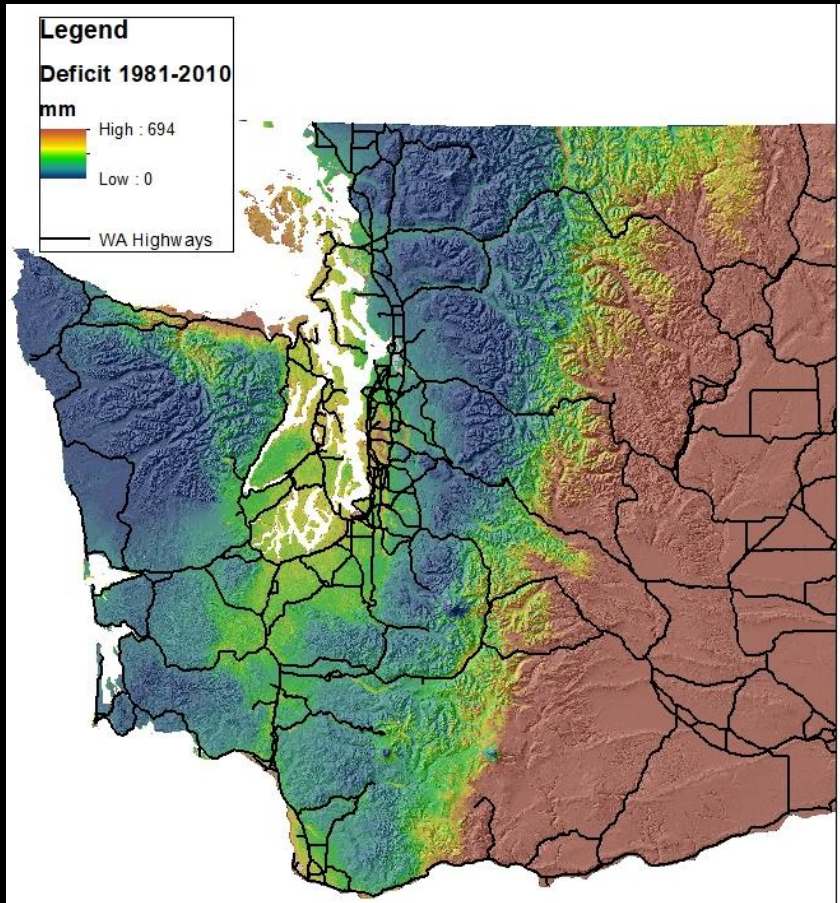 Legend
Deficit 1981-2010
mm
High : 694
Low : 0
WA Highways